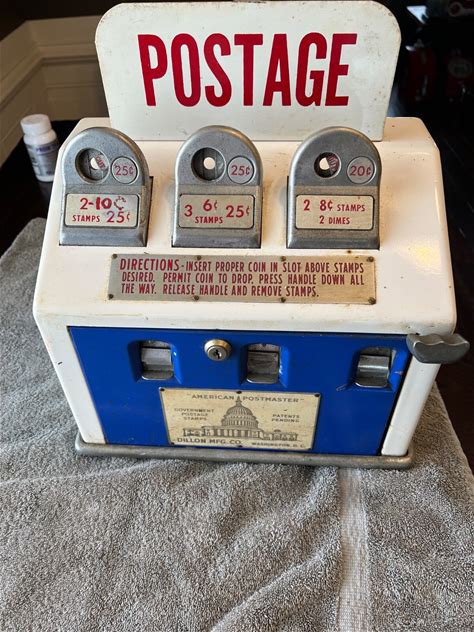 POSTAGE
25¢
2-10¢
STAMPS 25¢
25¢
3 6¢
STAMPS 25¢
20¢
2 8¢ STAMPS
2 DIMES
DIRECTIONS-INSERT PROPER COIN IN SLOT ABOVE STAMPS
DESIRED. PERMIT COIN TO DROP. PRESS HANDLE DOWN ALL
THE WAY. RELEASE HANDLE AND REMOVE STAMPS.
"AMERICAN POSTMASTER"
GOVERNMENT
POSTAGE
STAMPS
PATENTS
PENDING
DILLON MFG. CO.
WASHINGTON, D. C.